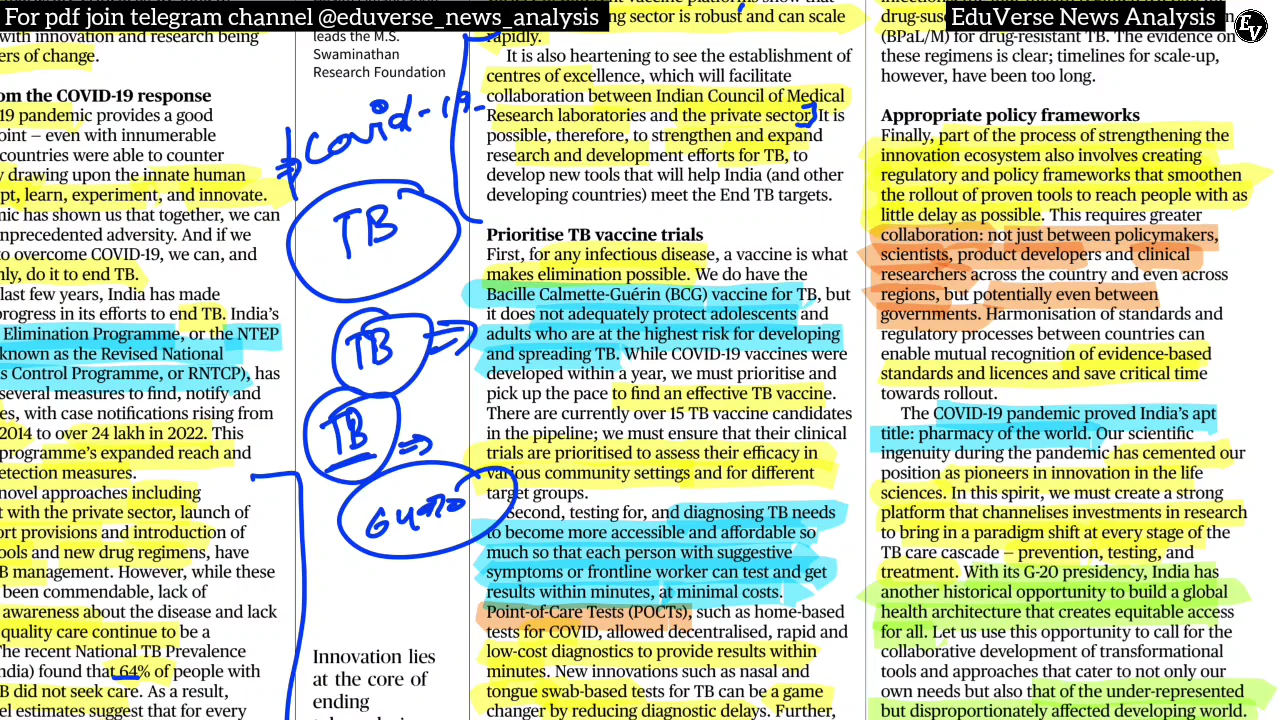 For pdf join telegram channel @eduverse_news_analysis
EduVerse News Analysis
EV
with innovation and research being
ers of change.
om the COVID-19 response
19 pandemic provides a good
point – even with innumerable
countries were able to counter
y drawing upon the innate human
pt, learn, experiment, and innovate.
mic has shown us that together, we can
nprecedented adversity. And if we
to overcome COVID-19, we can, and
nly, do it to end TB.
last few years, India has made
progress in its efforts to end TB. India's
Elimination Programme, or the NTEP
known as the Revised National
s Control Programme, or RNTCP), has
several measures to find, notify and
es, with case notifications rising from
2014 to over 24 lakh in 2022. This
programme's expanded reach and
etection measures.
novel approaches including
t with the private sector, launch of
ort provisions and introduction of
ools and new drug regimens, have
B management. However, while these
been commendable, lack of
awareness about the disease and lack
quality care continue to be a
The recent National TB Prevalence
India) found that 64% of people with
B did not seek care. As a result,
el estimates suggest that for every
leads the M.S.
Swaminathan
Research Foundation
Covid-19-
TB
TB
TB
Innovation lies
at the core of
ending
ng sector is robust and can scale
rapidly.
It is also heartening to see the establishment of
centres of excellence, which will facilitate
collaboration between Indian Council of Medical
Research laboratories and the private sector. It is
possible, therefore, to strengthen and expand
research and development efforts for TB, to
develop new tools that will help India (and other
developing countries) meet the End TB targets.
Prioritise TB vaccine trials
First, for any infectious disease, a vaccine is what
makes elimination possible. We do have the
Bacille Calmette-Guérin (BCG) vaccine for TB, but
it does not adequately protect adolescents and
adults who are at the highest risk for developing
and spreading TB. While COVID-19 vaccines were
developed within a year, we must prioritise and
pick up the pace to find an effective TB vaccine.
There are currently over 15 TB vaccine candidates
in the pipeline; we must ensure that their clinical
trials are prioritised to assess their efficacy in
various community settings and for different
target groups.
Second, testing for, and diagnosing TB needs
to become more accessible and affordable so
much so that each person with suggestive
symptoms or frontline worker can test and get
results within minutes, at minimal costs.
Point-of-Care Tests (POCTs), such as home-based
tests for COVID, allowed decentralised, rapid and
low-cost diagnostics to provide results within
minutes. New innovations such as nasal and
tongue swab-based tests for TB can be a game
changer by reducing diagnostic delays. Further,
drug-sus
(BPaL/M) for drug-resistant TB. The evidence on
these regimens is clear; timelines for scale-up,
however, have been too long.
Appropriate policy frameworks
Finally, part of the process of strengthening the
innovation ecosystem also involves creating
regulatory and policy frameworks that smoothen
the rollout of proven tools to reach people with as
little delay as possible. This requires greater
collaboration: not just between policymakers,
scientists, product developers and clinical
researchers across the country and even across
regions, but potentially even between
governments. Harmonisation of standards and
regulatory processes between countries can
enable mutual recognition of evidence-based
standards and licences and save critical time
towards rollout.
The COVID-19 pandemic proved India's apt
title: pharmacy of the world. Our scientific
ingenuity during the pandemic has cemented our
position as pioneers in innovation in the life
sciences. In this spirit, we must create a strong
platform that channelises investments in research
to bring in a paradigm shift at every stage of the
TB care cascade – prevention, testing, and
treatment. With its G-20 presidency, India has
another historical opportunity to build a global
health architecture that creates equitable access
for all. Let us use this opportunity to call for the
collaborative development of transformational
tools and approaches that cater to not only our
own needs but also that of the under-represented
but disproportionately affected developing world.